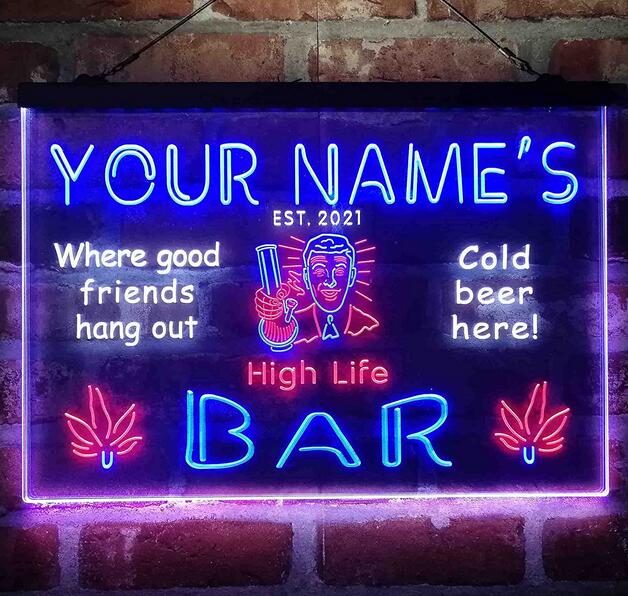 YOUR NAME'S
EST. 2021
Where good
friends
hang out
Cold
beer
here!
High Life
BAR